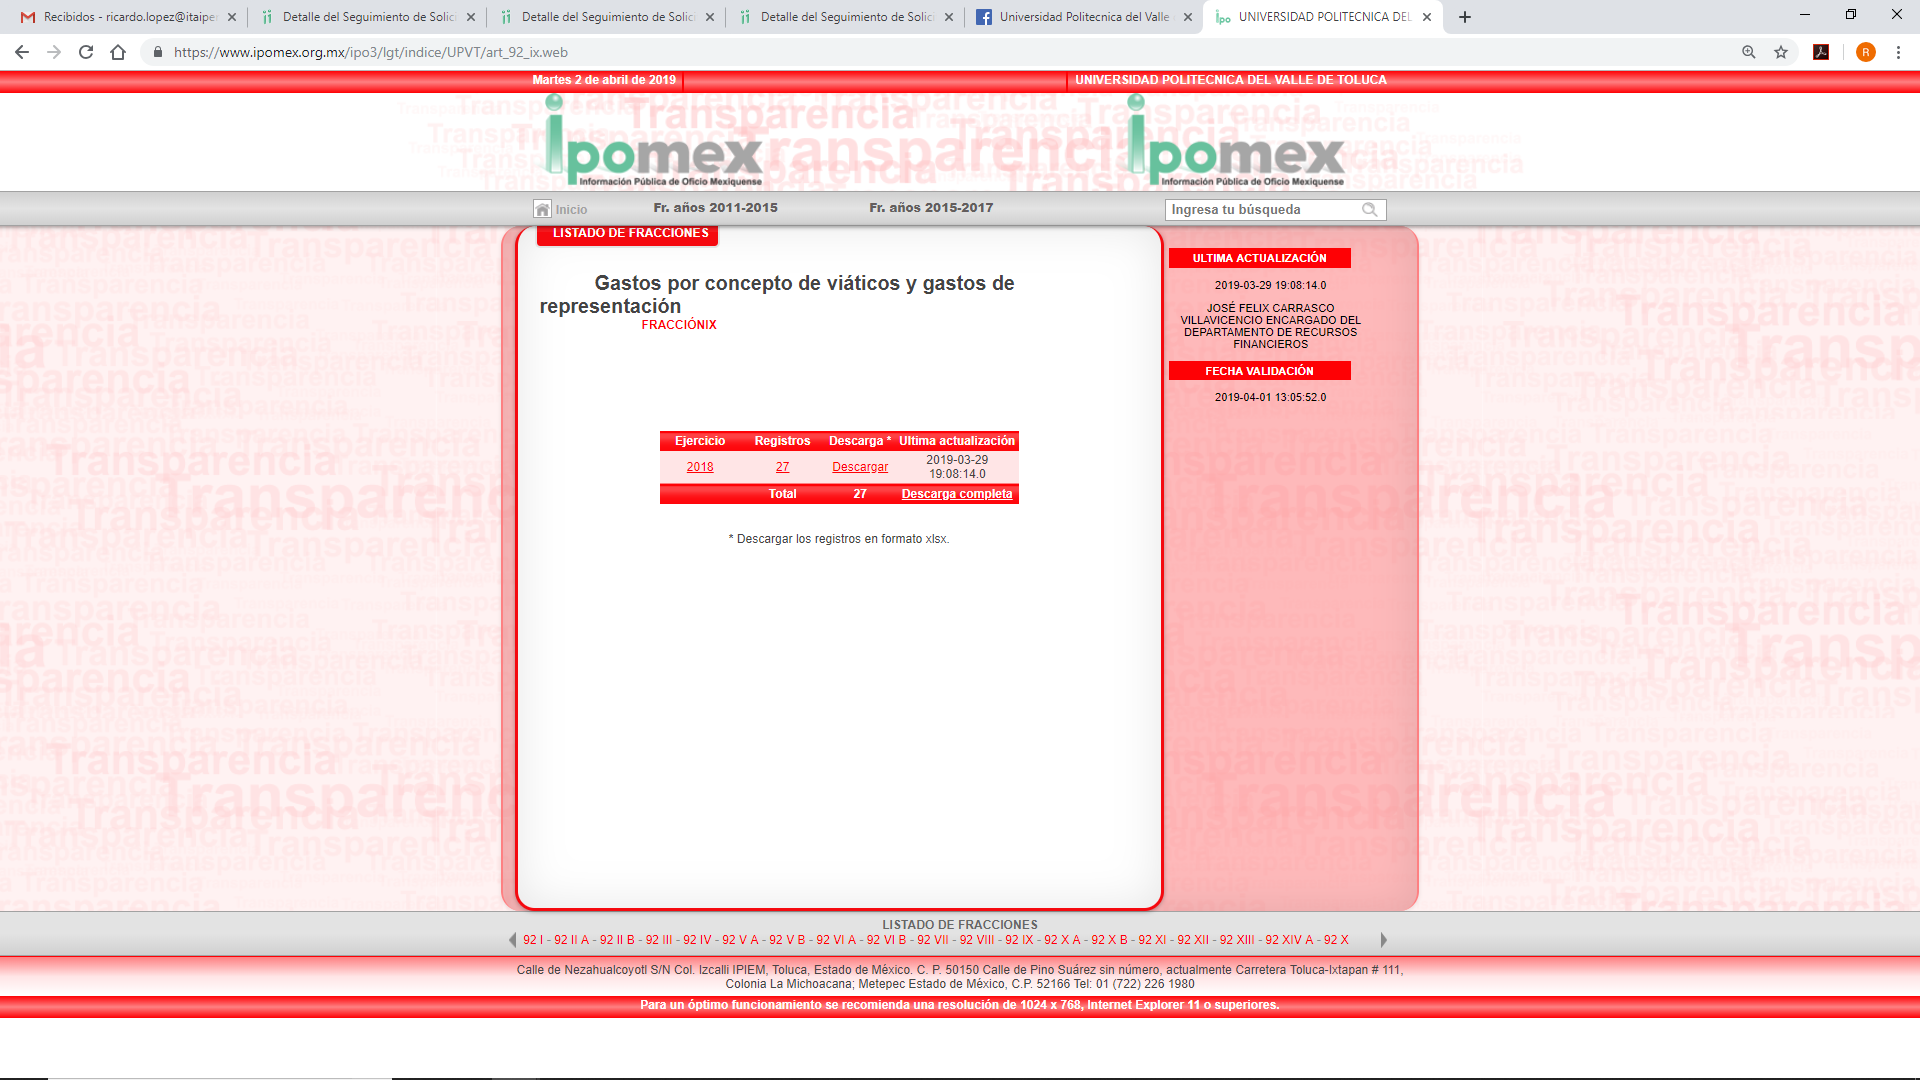 Recibidos - ricardo.lopez@itaiper
Detalle del Seguimiento de Solici
Detalle del Seguimiento de Solici
Detalle del Seguimiento de Solici
Universidad Politecnica del Valle
UNIVERSIDAD POLITECNICA DEL
https://www.ipomex.org.mx/ipo3/lgt/indice/UPVT/art_92_ix.web
R
Martes 2 de abril de 2019
UNIVERSIDAD POLITECNICA DEL VALLE DE TOLUCA
Transparencia
ipomex
Información Pública de Oficio Mexiquense
ipomex
Información Pública de Oficio Mexiquense
Inicio
Fr. años 2011-2015
Fr. años 2015-2017
Ingresa tu búsqueda
LISTADO DE FRACCIONES
Gastos por concepto de viáticos y gastos de
representación
FRACCIÓNIX
Ejercicio Registros Descarga * Ultima actualización
2018 27 Descargar 2019-03-29
19:08:14.0
Total 27 Descarga completa
* Descargar los registros en formato xlsx.
ULTIMA ACTUALIZACIÓN
2019-03-29 19:08:14.0
JOSÉ FELIX CARRASCO
VILLAVICENCIO ENCARGADO DEL
DEPARTAMENTO DE RECURSOS
FINANCIEROS
FECHA VALIDACIÓN
2019-04-01 13:05:52.0
LISTADO DE FRACCIONES
92 I - 92 II A - 92 II B - 92 III - 92 IV - 92 V A - 92 V B - 92 VI A - 92 VI B - 92 VII - 92 VIII - 92 IX - 92 X A - 92 X B - 92 XI - 92 XII - 92 XIII - 92 XIV A - 92 X
Calle de Nezahualcoyotl S/N Col. Izcalli IPIEM, Toluca, Estado de México. C. P. 50150 Calle de Pino Suárez sin número, actualmente Carretera Toluca-Ixtapan # 111,
Colonia La Michoacana; Metepec Estado de México, C.P. 52166 Tel: 01 (722) 226 1980
Para un óptimo funcionamiento se recomienda una resolución de 1024 x 768, Internet Explorer 11 o superiores.